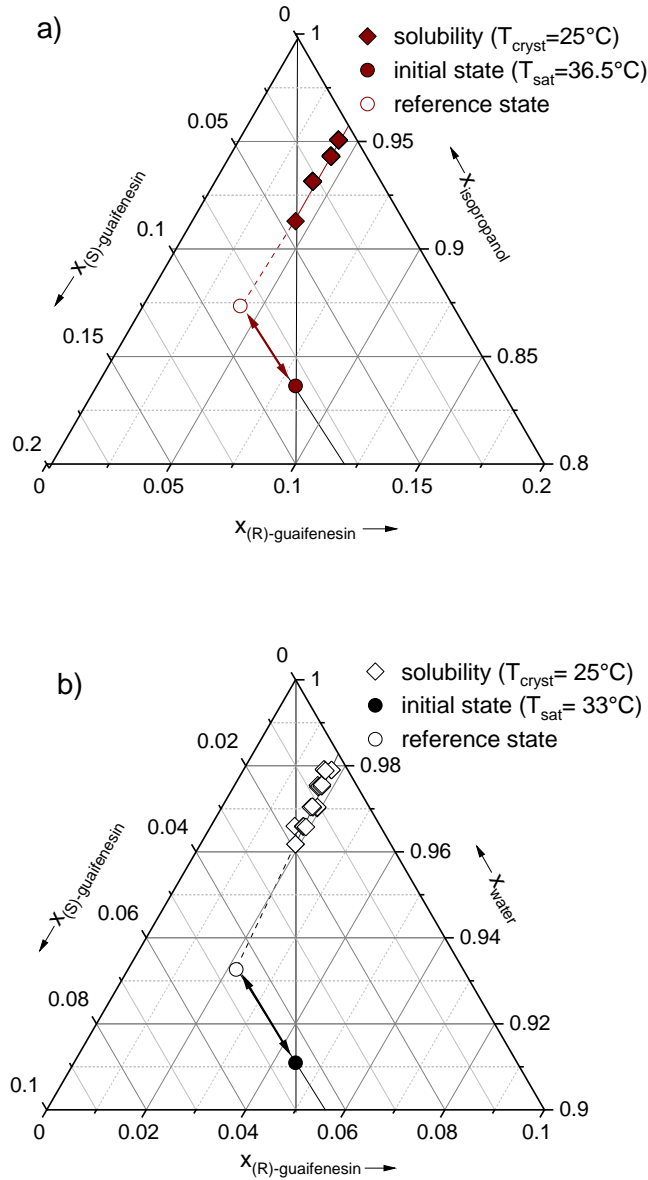 a)
0
1
solubility (Tcryst=25°C)
initial state (Tsat=36.5°C)
reference state
0.05
0.95
x(S)-guaifenesin
xisopropanol
0.1
0.9
0.15
0.85
0.2
0.8
0
0.05
0.1
0.15
0.2
x(R)-guaifenesin
b)
0
1
solubility (Tcryst= 25°C)
initial state (Tsat= 33°C)
reference state
0.02
0.98
0.04
x(S)-guaifenesin
0.96
xwater
0.06
0.94
0.08
0.92
0.1
0.9
0
0.02
0.04
0.06
0.08
0.1
x(R)-guaifenesin